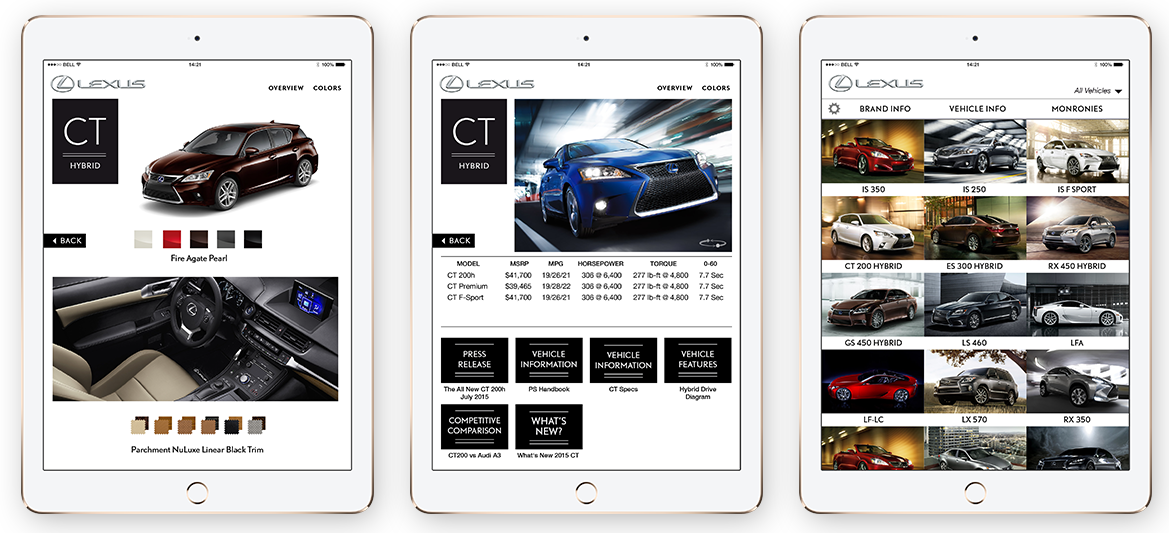 ●●●○○ BELL 14:21 100%
LEXUS
OVERVIEW COLORS
CT
HYBRID
BACK
Fire Agate Pearl
Parchment NuLuxe Linear Black Trim
●●●○○ BELL 14:21 100%
LEXUS
OVERVIEW COLORS
CT
HYBRID
BACK
MODEL MSRP MPG HORSEPOWER TORQUE 0-60
CT 200h $41,700 19/26/21 306 @ 6,400 277 lb-ft @ 4,800 7.7 Sec
CT Premium $39,465 19/28/22 306 @ 6,400 277 lb-ft @ 4,800 7.7 Sec
CT F-Sport $41,700 19/26/21 306 @ 6,400 277 lb-ft @ 4,800 7.7 Sec
PRESS
RELEASE
The All New CT 200h
July 2015
VEHICLE
INFORMATION
PS Handbook
VEHICLE
INFORMATION
CT Specs
VEHICLE
FEATURES
Hybrid Drive
Diagram
COMPETITIVE
COMPARISON
CT200 vs Audi A3
WHAT'S
NEW?
What's New 2015 CT
●●●○○ BELL 14:21 100%
LEXUS
All Vehicles
BRAND INFO VEHICLE INFO MONRONIES
IS 350 IS 250 IS F SPORT
CT 200 HYBRID ES 300 HYBRID RX 450 HYBRID
GS 450 HYBRID LS 460 LFA
LF-LC LX 570 RX 350